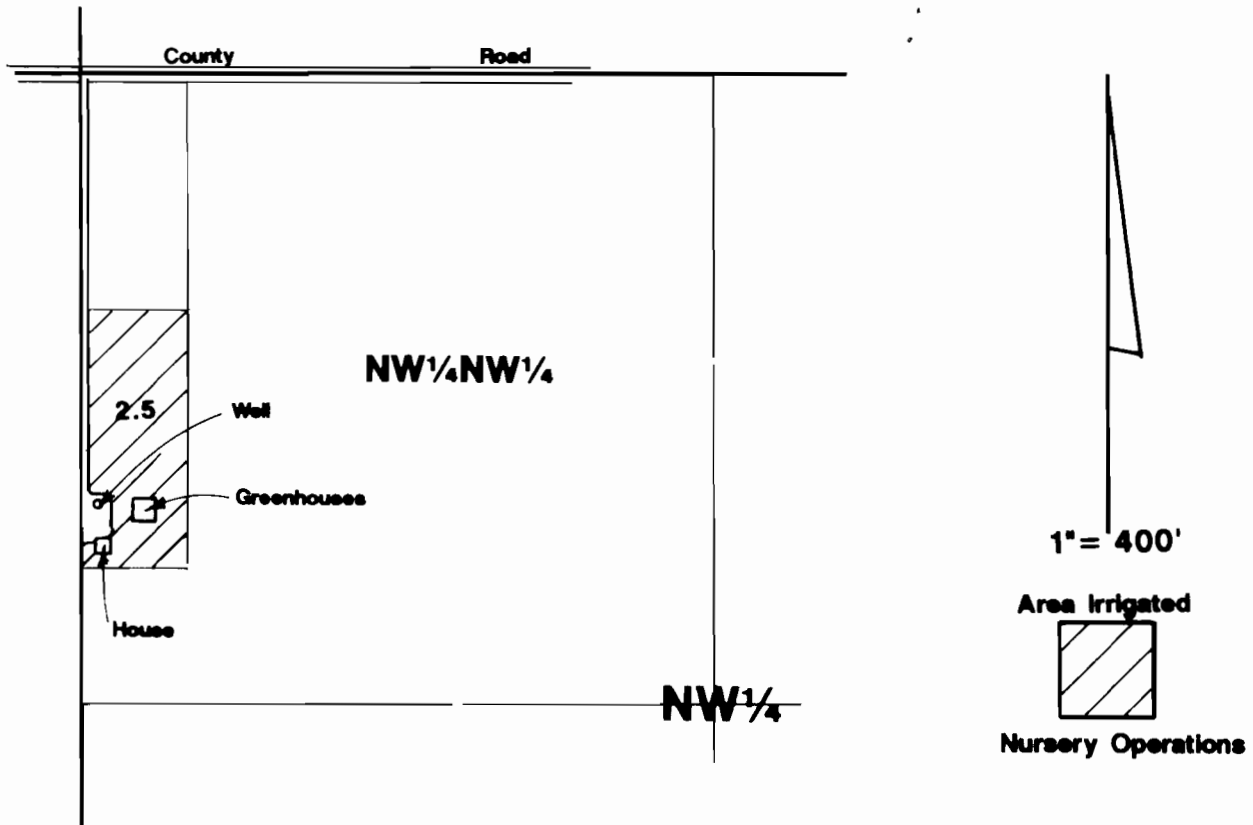 County Road
NW¼NW¼
2.5
Well
Greenhouses
House
NW¼
1" = 400'
Area Irrigated
Nursery Operations